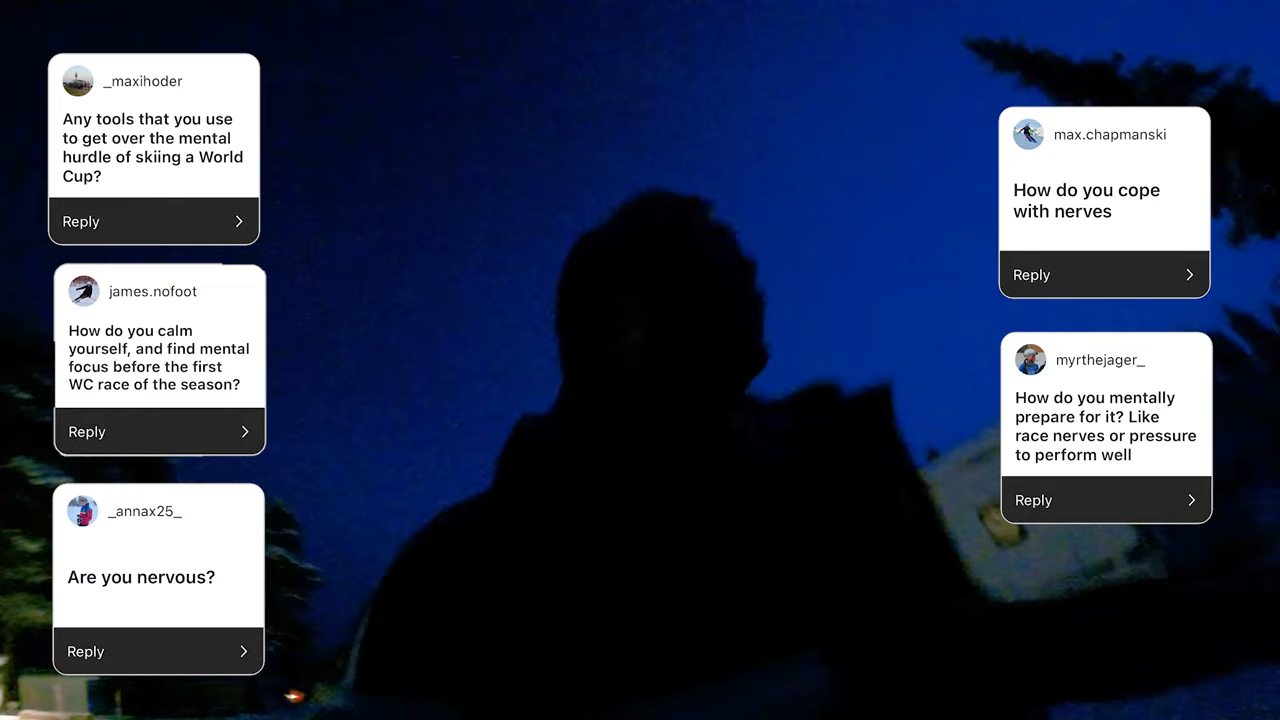 _maxihoder
Any tools that you use
to get over the mental
hurdle of skiing a World
Cup?
Reply
james.nofoot
How do you calm
yourself, and find mental
focus before the first
WC race of the season?
Reply
_annax25_
Are you nervous?
Reply
max.chapmanski
How do you cope
with nerves
Reply
myrthejager_
How do you mentally
prepare for it? Like
race nerves or pressure
to perform well
Reply